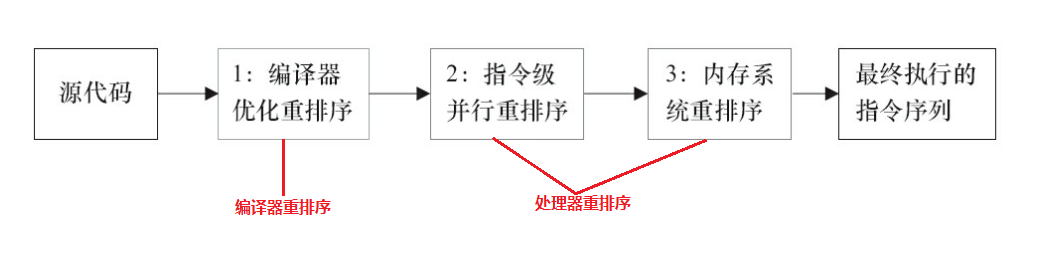 源代码
1：编译器
优化重排序
2：指令级
并行重排序
3：内存系
统重排序
最终执行的
指令序列
编译器重排序
处理器重排序